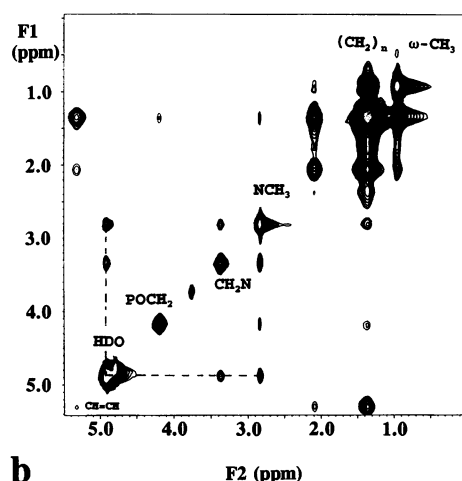 F1
(ppm)
(CH2)n ω-CH3
1.0
2.0
NCH3
3.0
CH2N
4.0
POCH2
HDO
5.0
CH=CH
5.0 4.0 3.0 2.0 1.0
b
F2 (ppm)